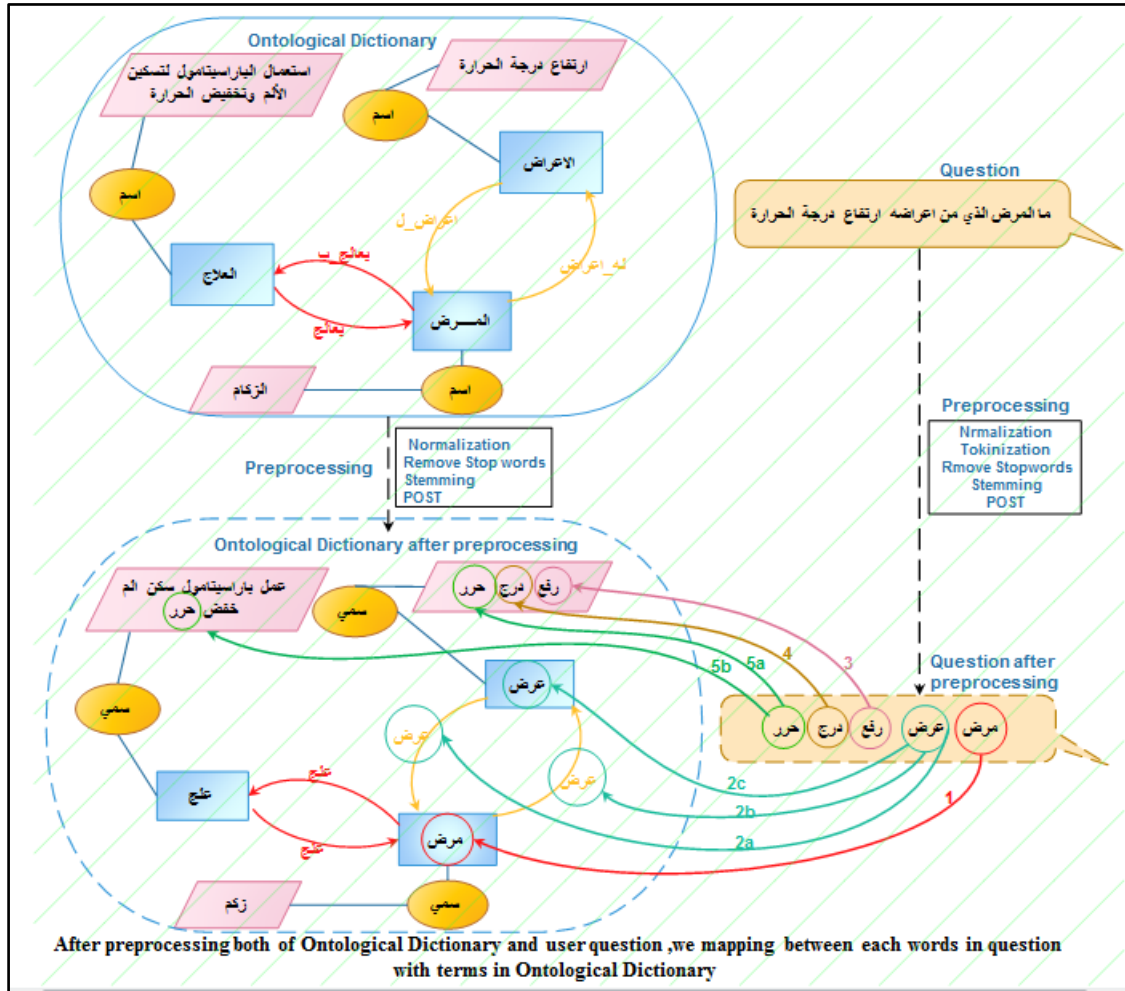 Ontological Dictionary
استعمال الباراسيتامول لتسكين
الألم وتخفيض الحرارة
ارتفاع درجة الحرارة
اسم
اسم
الاعراض
اعراض_ل
له_اعراض
العلاج
يعالج_ب
يعالج
المـــرض
الزكام
اسم
Question
ما المرض الذي من اعراضه ارتفاع درجة الحرارة
Preprocessing
Normalization
Remove Stop words
Stemming
POST
Preprocessing
Nrmalization
Tokinization
Rmove Stopwords
Stemming
POST
Ontological Dictionary after preprocessing
عمل باراسيتامول سكن الم
خفض حرر
رفع درج حرر
سمي
سمي
عرض
عرض
عرض
علج
علج
علج
مرض
زكم
سمي
Question after
preprocessing
مرض عرض رفع درج حرر
1
2a
2b
2c
3
4
5a
5b
After preprocessing both of Ontological Dictionary and user question ,we mapping between each words in question
with terms in Ontological Dictionary